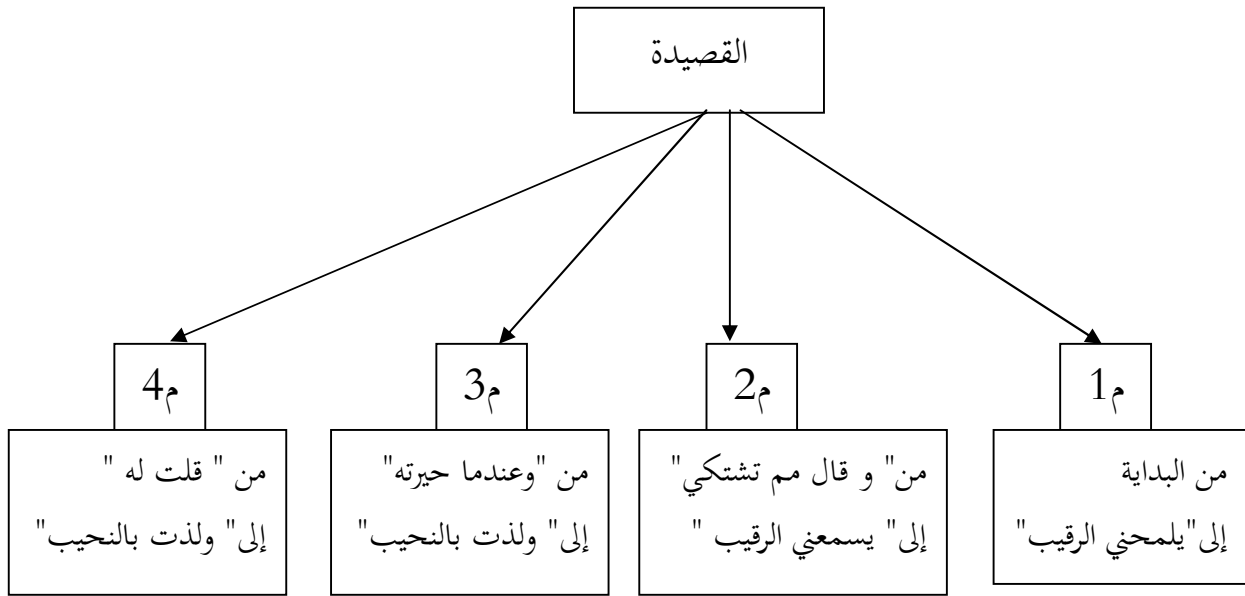 القصيدة
م1
من البداية
إلى"يلمحني الرقيب"
م2
من" و قال مم تشتكي"
إلى" يسمعني الرقيب "
م3
من "وعندما حيرته"
إلى" ولذت بالنحيب"
م4
من " قلت له "
إلى" ولذت بالنحيب"